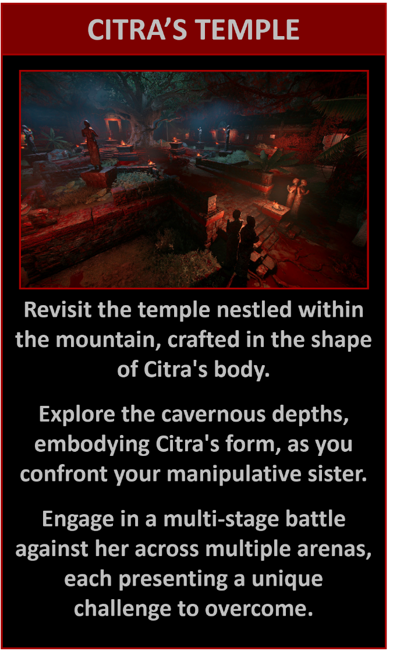 CITRA'S TEMPLE
Revisit the temple nestled within
the mountain, crafted in the shape
of Citra's body.
Explore the cavernous depths,
embodying Citra's form, as you
confront your manipulative sister.
Engage in a multi-stage battle
against her across multiple arenas,
each presenting a unique
challenge to overcome.